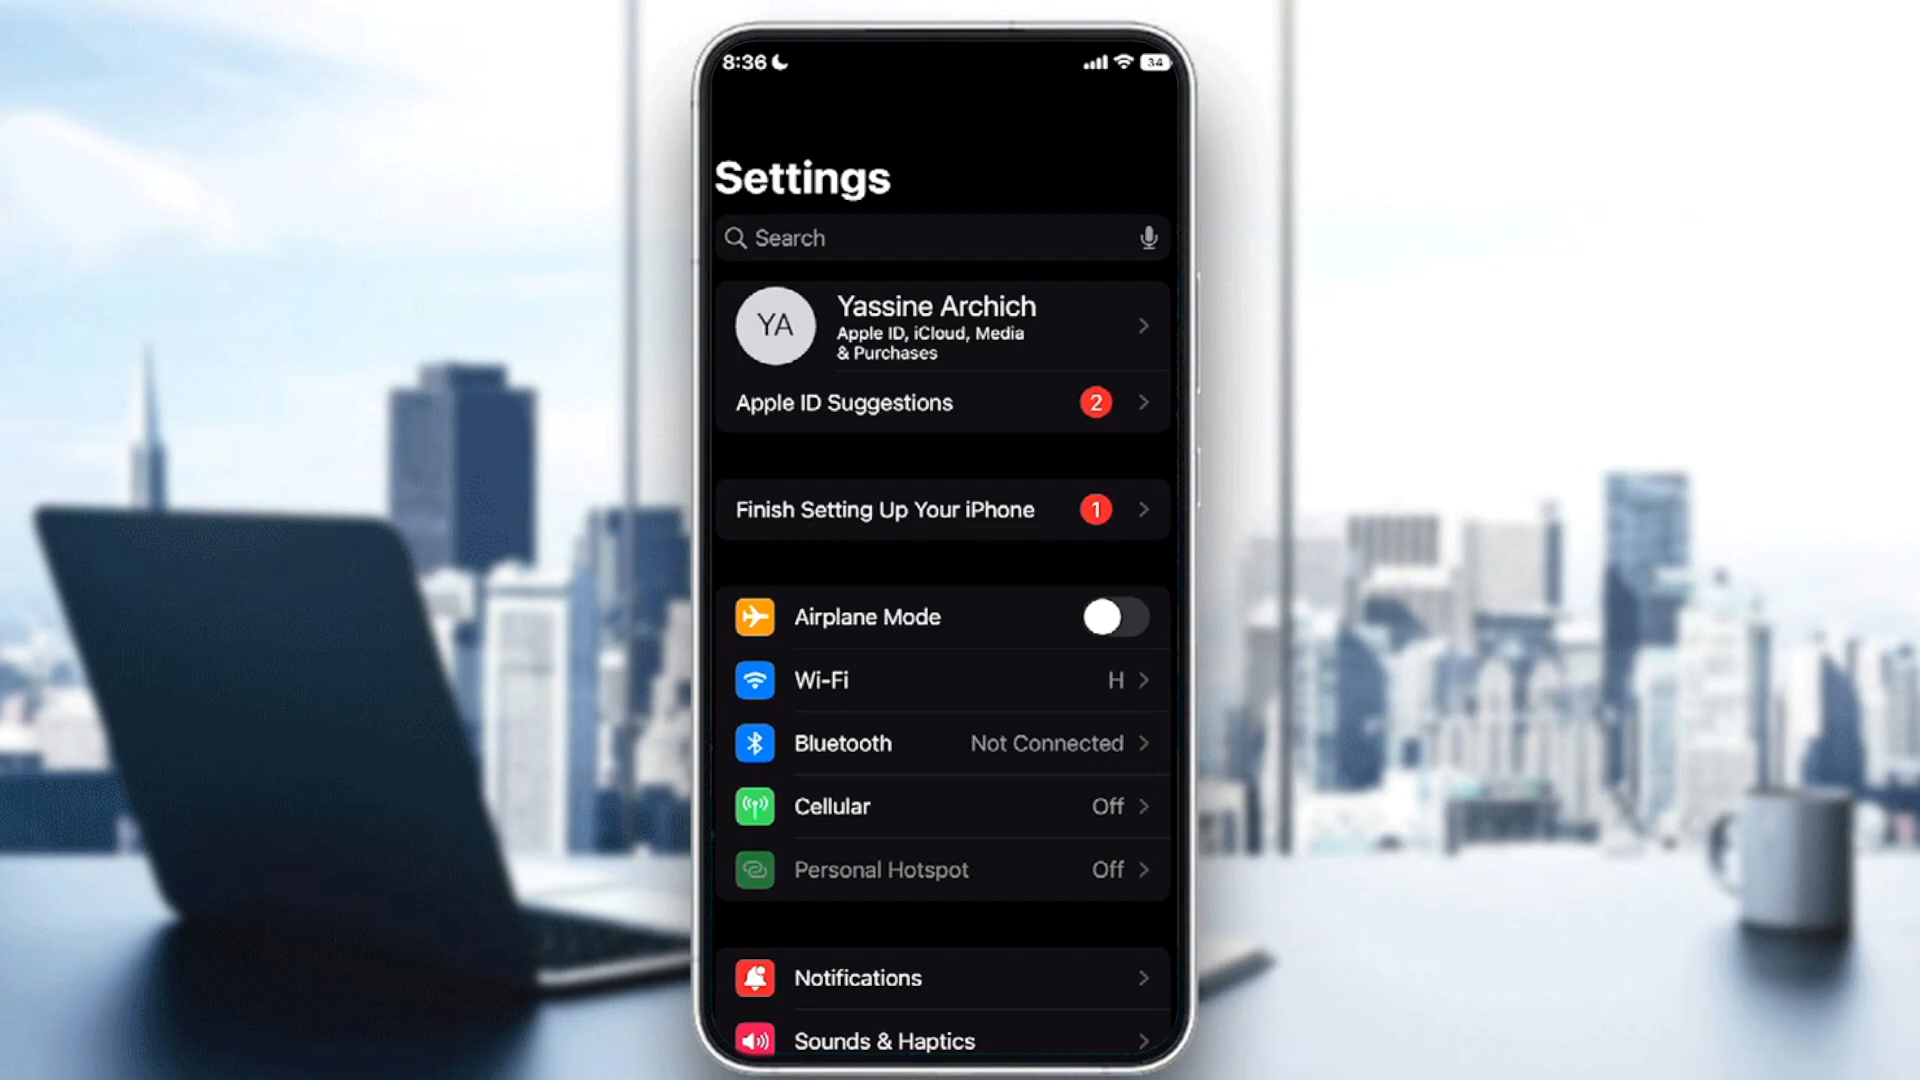 8:36
34
Settings
Search
YA
Yassine Archich
Apple ID, iCloud, Media
& Purchases
Apple ID Suggestions 2
Finish Setting Up Your iPhone 1
Airplane Mode
Wi-Fi H
Bluetooth Not Connected
Cellular Off
Personal Hotspot Off
Notifications
Sounds & Haptics